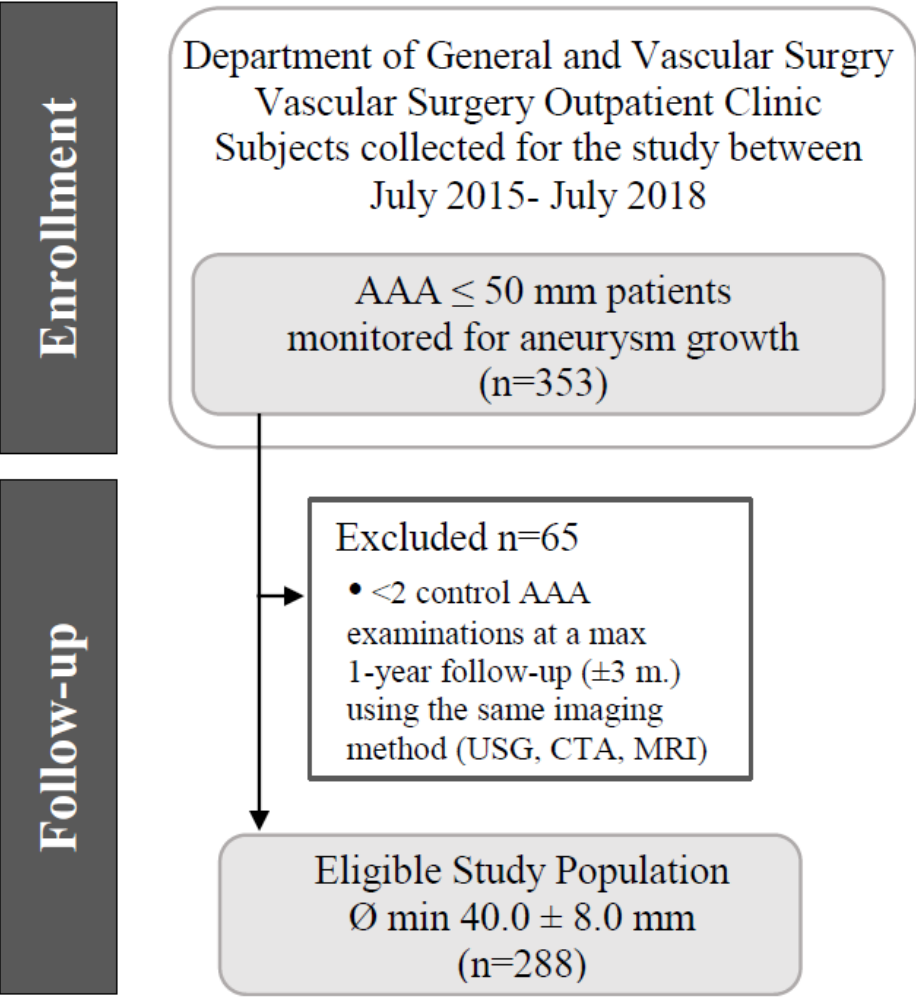 Enrollment
Department of General and Vascular Surgry
Vascular Surgery Outpatient Clinic
Subjects collected for the study between
July 2015- July 2018
AAA ≤ 50 mm patients
monitored for aneurysm growth
(n=353)
Follow-up
Excluded n=65
• <2 control AAA
examinations at a max
1-year follow-up (±3 m.)
using the same imaging
method (USG, CTA, MRI)
Eligible Study Population
Ø min 40.0 ± 8.0 mm
(n=288)